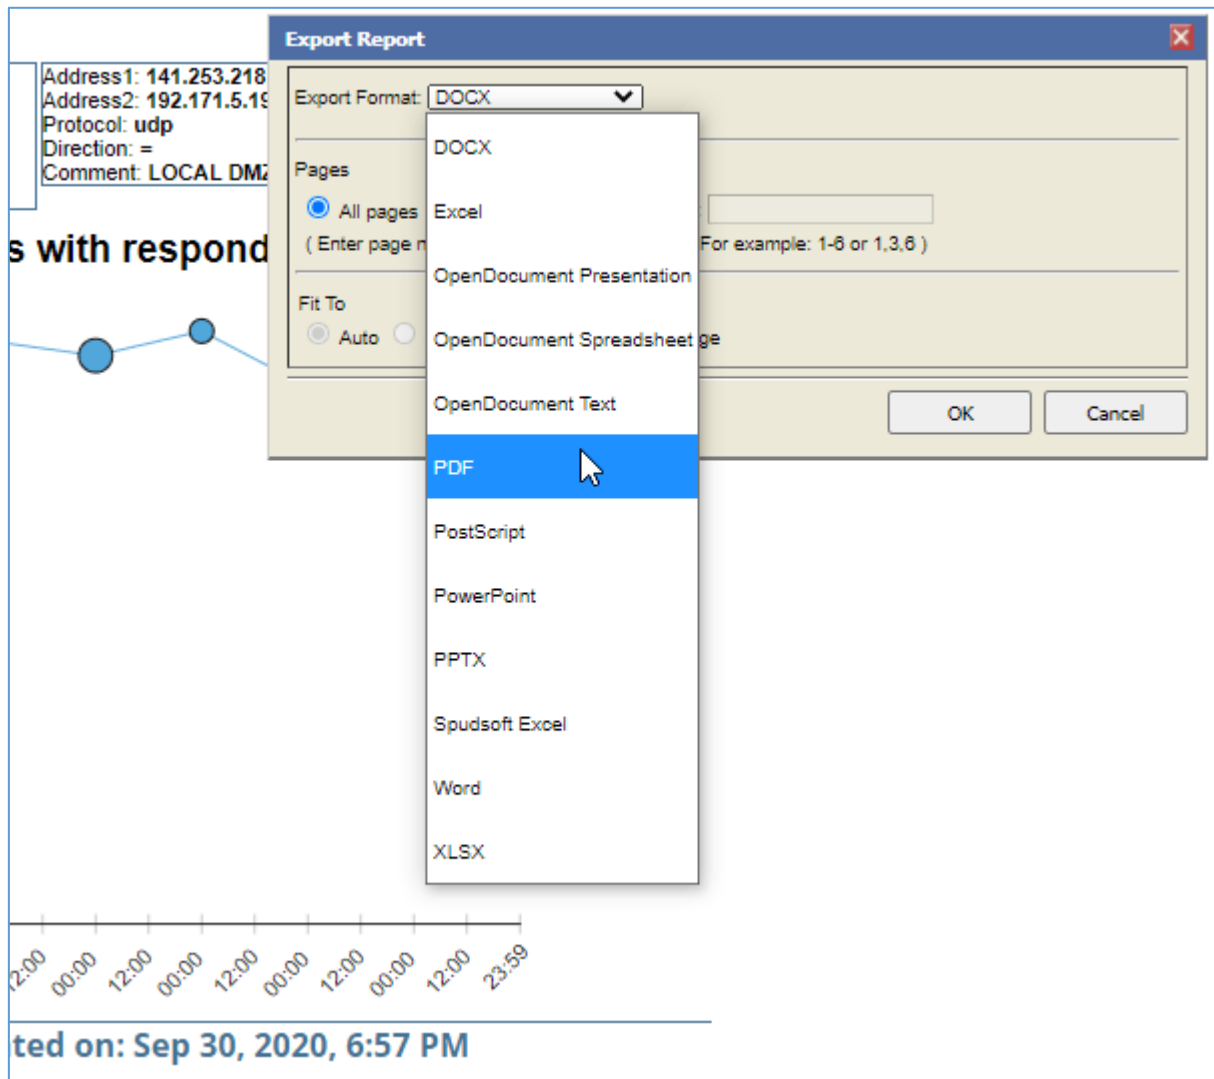 Export Report
Address1: 141.253.218
Address2: 192.171.5.19
Protocol: udp
Direction: =
Comment: LOCAL DMZ
s with respond
Export Format: DOCX
DOCX
Excel
OpenDocument Presentation
OpenDocument Spreadsheet
OpenDocument Text
PDF
PostScript
PowerPoint
PPTX
Spudsoft Excel
Word
XLSX
Pages
All pages
( Enter page n
For example: 1-6 or 1,3,6 )
Fit To
Auto
ge
OK Cancel
12:00 00:00 12:00 00:00 12:00 00:00 12:00 00:00 12:00 23:59
ted on: Sep 30, 2020, 6:57 PM